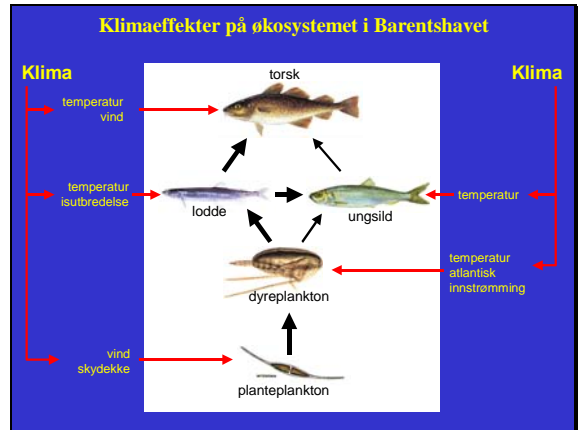 Klimaeffekter på økosystemet i Barentshavet
Klima
Klima
torsk
temperatur
vind
temperatur
isutbredelse
lodde
ungsild
temperatur
dyreplankton
temperatur
atlantisk
innstrømming
vind
skydekke
planteplankton